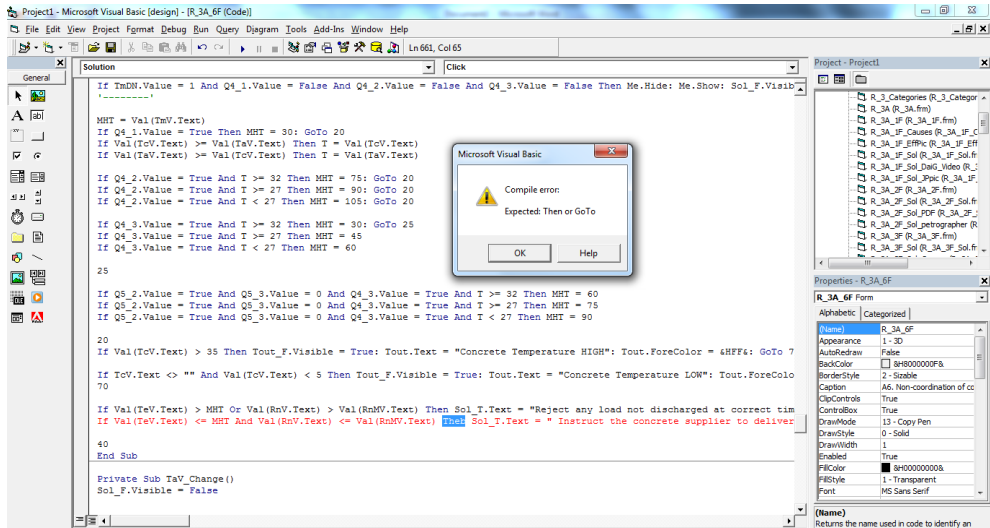 Project1 - Microsoft Visual Basic [design] - [R_3A_6F (Code)]
File Edit View Project Format Debug Run Query Diagram Tools Add-Ins Window Help
Ln 661, Col 65
General
Solution
Click
If TmDN.Value = 1 And Q4_1.Value = False And Q4_2.Value = False And Q4_3.Value = False Then Me.Hide: Me.Show: Sol_F.Visib
'--------'
MHT = Val(TmV.Text)
If Q4_1.Value = True Then MHT = 30: GoTo 20
If Val(TcV.Text) >= Val(TaV.Text) Then T = Val(TcV.Text)
If Val(TcV.Text) <= Val(TaV.Text) Then T = Val(TaV.Text)
If Q4_2.Value = True And T >= 32 Then MHT = 75: GoTo 20
If Q4_2.Value = True And T >= 27 Then MHT = 90: GoTo 20
If Q4_2.Value = True And T < 27 Then MHT = 105: GoTo 20
If Q4_3.Value = True And T >= 32 Then MHT = 30: GoTo 25
If Q4_3.Value = True And T >= 27 Then MHT = 45
If Q4_3.Value = True And T < 27 Then MHT = 60
25
If Q5_2.Value = True And Q5_3.Value = 0 And Q4_3.Value = True And T >= 32 Then MHT = 60
If Q5_2.Value = True And Q5_3.Value = 0 And Q4_3.Value = True And T >= 27 Then MHT = 75
If Q5_2.Value = True And Q5_3.Value = 0 And Q4_3.Value = True And T < 27 Then MHT = 90
20
If Val(TcV.Text) > 35 Then Tout_F.Visible = True: Tout.Text = "Concrete Temperature HIGH": Tout.ForeColor = &HFF&: GoTo 7
If TcV.Text <> "" And Val(TcV.Text) < 5 Then Tout_F.Visible = True: Tout.Text = "Concrete Temperature LOW": Tout.ForeColo
70
If Val(TeV.Text) > MHT Or Val(RnV.Text) > Val(RnMV.Text) Then Sol_T.Text = "Reject any load not discharged at correct tim
If Val(TeV.Text) <= MHT And Val(RnV.Text) <= Val(RnMV.Text) Then Sol_T.Text = " Instruct the concrete supplier to deliver
40
End Sub
Private Sub TaV_Change()
Sol_F.Visible = False
Microsoft Visual Basic
Compile error:
Expected: Then or GoTo
OK
Help
Project - Project1
R_3_Categories (R_3_Categor
R_3A (R_3A.frm)
R_3A_1F (R_3A_1F.frm)
R_3A_1F_Causes (R_3A_1F_C
R_3A_1F_EffPic (R_3A_1F_Eff
R_3A_1F_Sol (R_3A_1F_Sol.fr
R_3A_1F_Sol_DaiG_Video (R_3
R_3A_1F_Sol_JPpic (R_3A_1F_
R_3A_2F (R_3A_2F.frm)
R_3A_2F_Sol (R_3A_2F_Sol.fr
R_3A_2F_Sol_PDF (R_3A_2F_
R_3A_2F_Sol_petrographer (R
R_3A_3F (R_3A_3F.frm)
R_3A_3F_Sol (R_3A_3F_Sol.fr
Properties - R_3A_6F
R_3A_6F Form
Alphabetic Categorized
(Name) R_3A_6F
Appearance 1 - 3D
AutoRedraw False
BackColor &H8000000F&
BorderStyle 2 - Sizable
Caption A6. Non-coordination of cc
ClipControls True
ControlBox True
DrawMode 13 - Copy Pen
DrawStyle 0 - Solid
DrawWidth 1
Enabled True
FillColor &H00000000&
FillStyle 1 - Transparent
Font MS Sans Serif
(Name)
Returns the name used in code to identify an